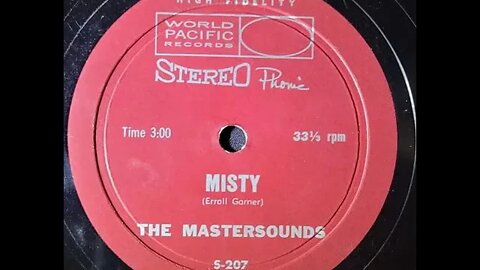 HIGH FIDELITY
WORLD
PACIFIC
RECORDS
STEREO Phonic
Time 3:00
33⅓ rpm
MISTY
(Erroll Garner)
THE MASTERSOUNDS
S-207